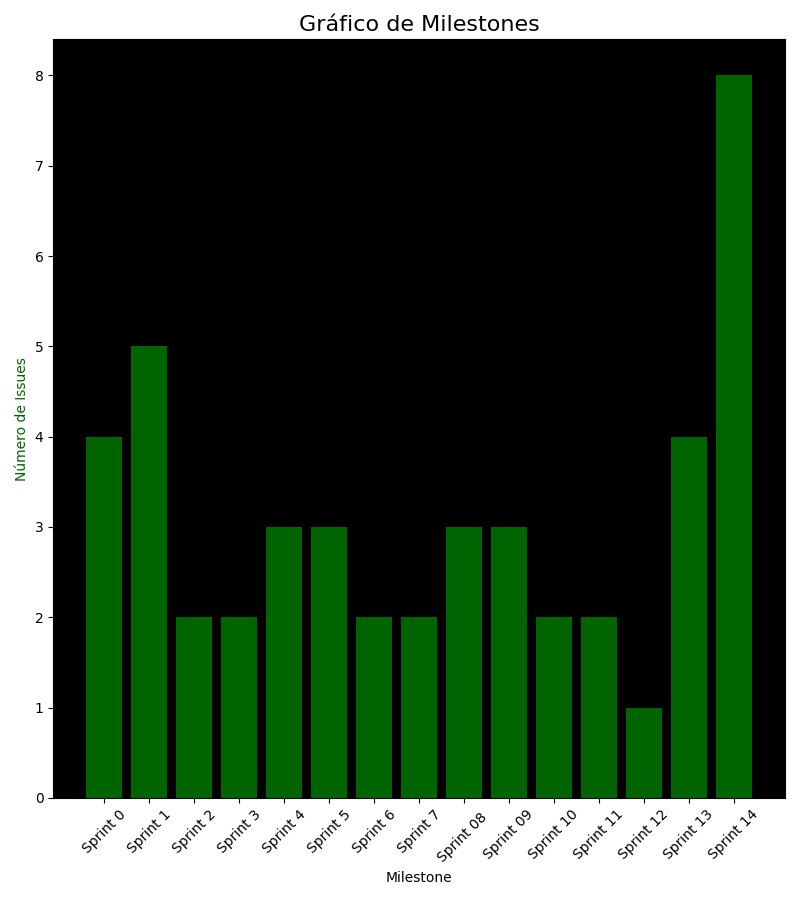 Gráfico de Milestones
Número de Issues
8
7
6
5
4
3
2
1
0
Sprint 0
Sprint 1
Sprint 2
Sprint 3
Sprint 4
Sprint 5
Sprint 6
Sprint 7
Sprint 08
Sprint 09
Sprint 10
Sprint 11
Sprint 12
Sprint 13
Sprint 14
Milestone